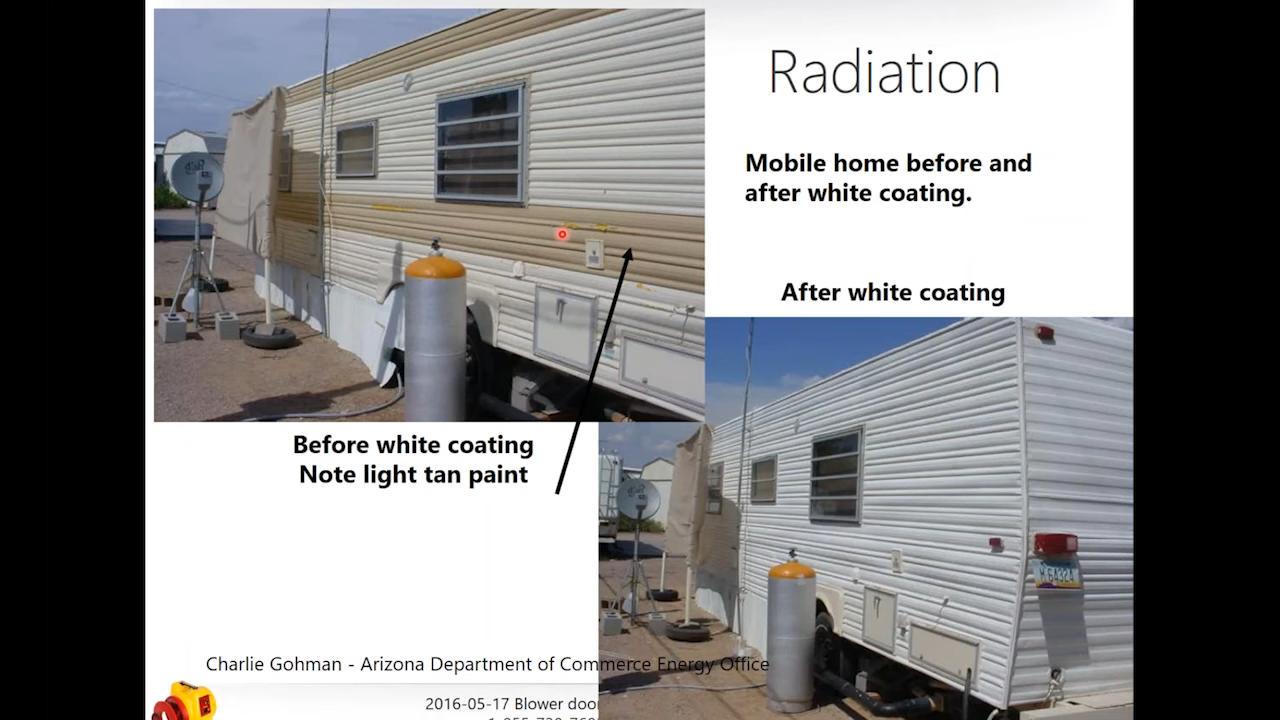 Radiation
Mobile home before and
after white coating.
After white coating
Before white coating
Note light tan paint
Charlie Gohman - Arizona Department of Commerce Energy Office
2016-05-17 Blower doo